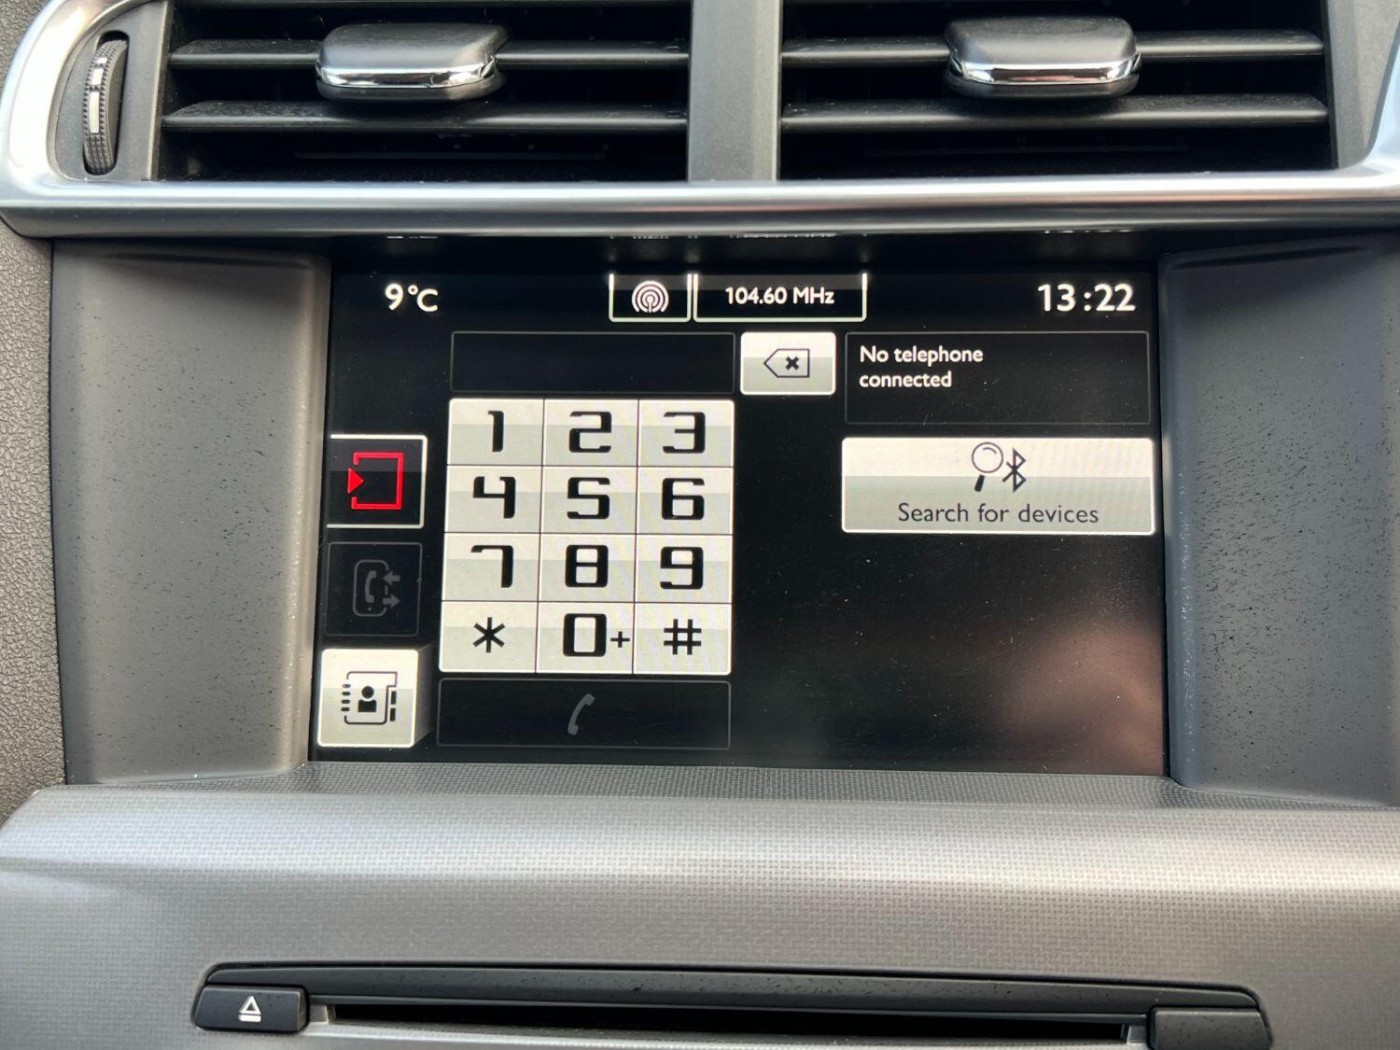 9°C
104.60 MHz
13:22
No telephone
connected
1 2 3
4 5 6
7 8 9
* 0+ #
Search for devices